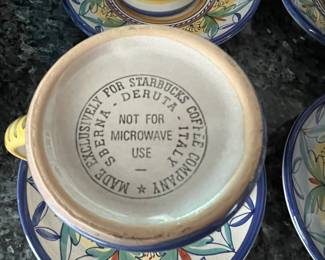 ★ MADE EXCLUSIVELY FOR STARBUCKS COFFEE COMPANY
SBERNA - DERUTA - ITALY
NOT FOR
MICROWAVE
USE
—